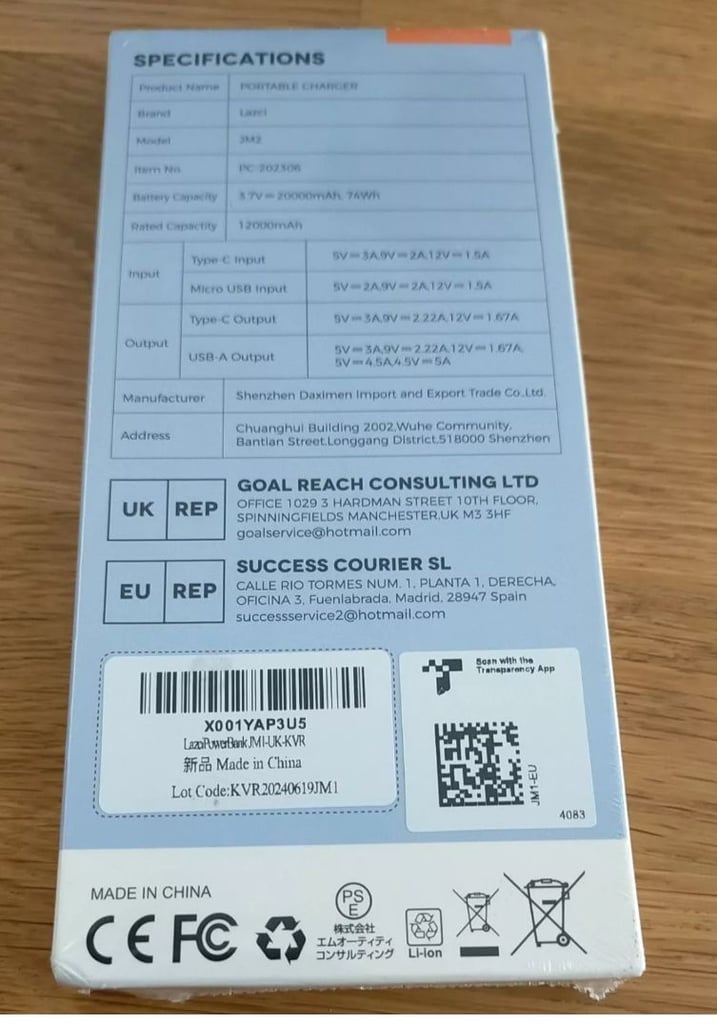 SPECIFICATIONS
Product Name PORTABLE CHARGER
Brand Lazel
Model JM2
Item No PC-202306
Battery Capacity 3.7V⎓20000mAh, 74Wh
Rated Capactity 12000mAh
Input
Type-C Input 5V⎓3A,9V⎓2A,12V⎓1.5A
Micro USB Input 5V⎓2A,9V⎓2A,12V⎓1.5A
Output
Type-C Output 5V⎓3A,9V⎓2.22A,12V⎓1.67A
USB-A Output 5V⎓3A,9V⎓2.22A,12V⎓1.67A,
5V⎓4.5A,4.5V⎓5A
Manufacturer Shenzhen Daximen Import and Export Trade Co.,Ltd.
Address Chuanghui Building 2002,Wuhe Community,
Bantian Street,Longgang District,518000 Shenzhen
UK REP
GOAL REACH CONSULTING LTD
OFFICE 1029 3 HARDMAN STREET 10TH FLOOR,
SPINNINGFIELDS MANCHESTER,UK M3 3HF
goalservice@hotmail.com
EU REP
SUCCESS COURIER SL
CALLE RIO TORMES NUM. 1, PLANTA 1, DERECHA,
OFICINA 3, Fuenlabrada, Madrid, 28947 Spain
successservice2@hotmail.com
X001YAP3U5
PowerBank JM1-UK-KVR
新品 Made in China
Lot Code:KVR20240619JM1
Scan with the
Transparency App
JM1-EU
4083
MADE IN CHINA
CE FC
PSE
株式会社
エムオーティティ
コンサルティング
Li-ion